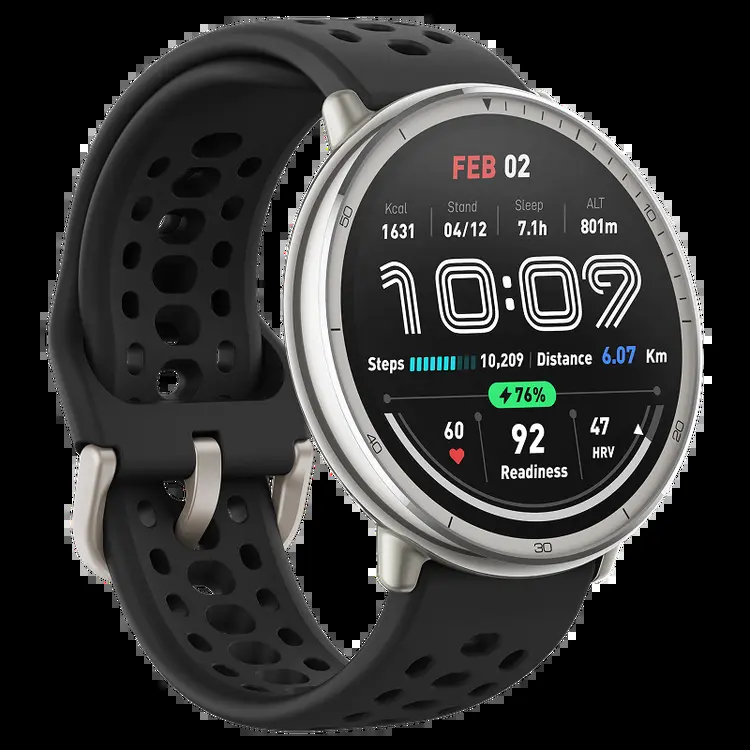 FEB 02
Kcal Stand Sleep ALT
1631 04/12 7.1h 801m
50 10
10:09
Steps 10,209 Distance 6.07 Km
76%
60 92 47
HRV
Readiness
40 20
30